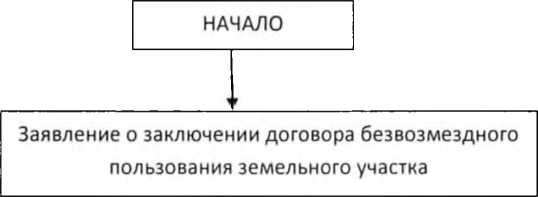 НАЧАЛО
Заявление о заключении договора безвозмездного
пользования земельного участка